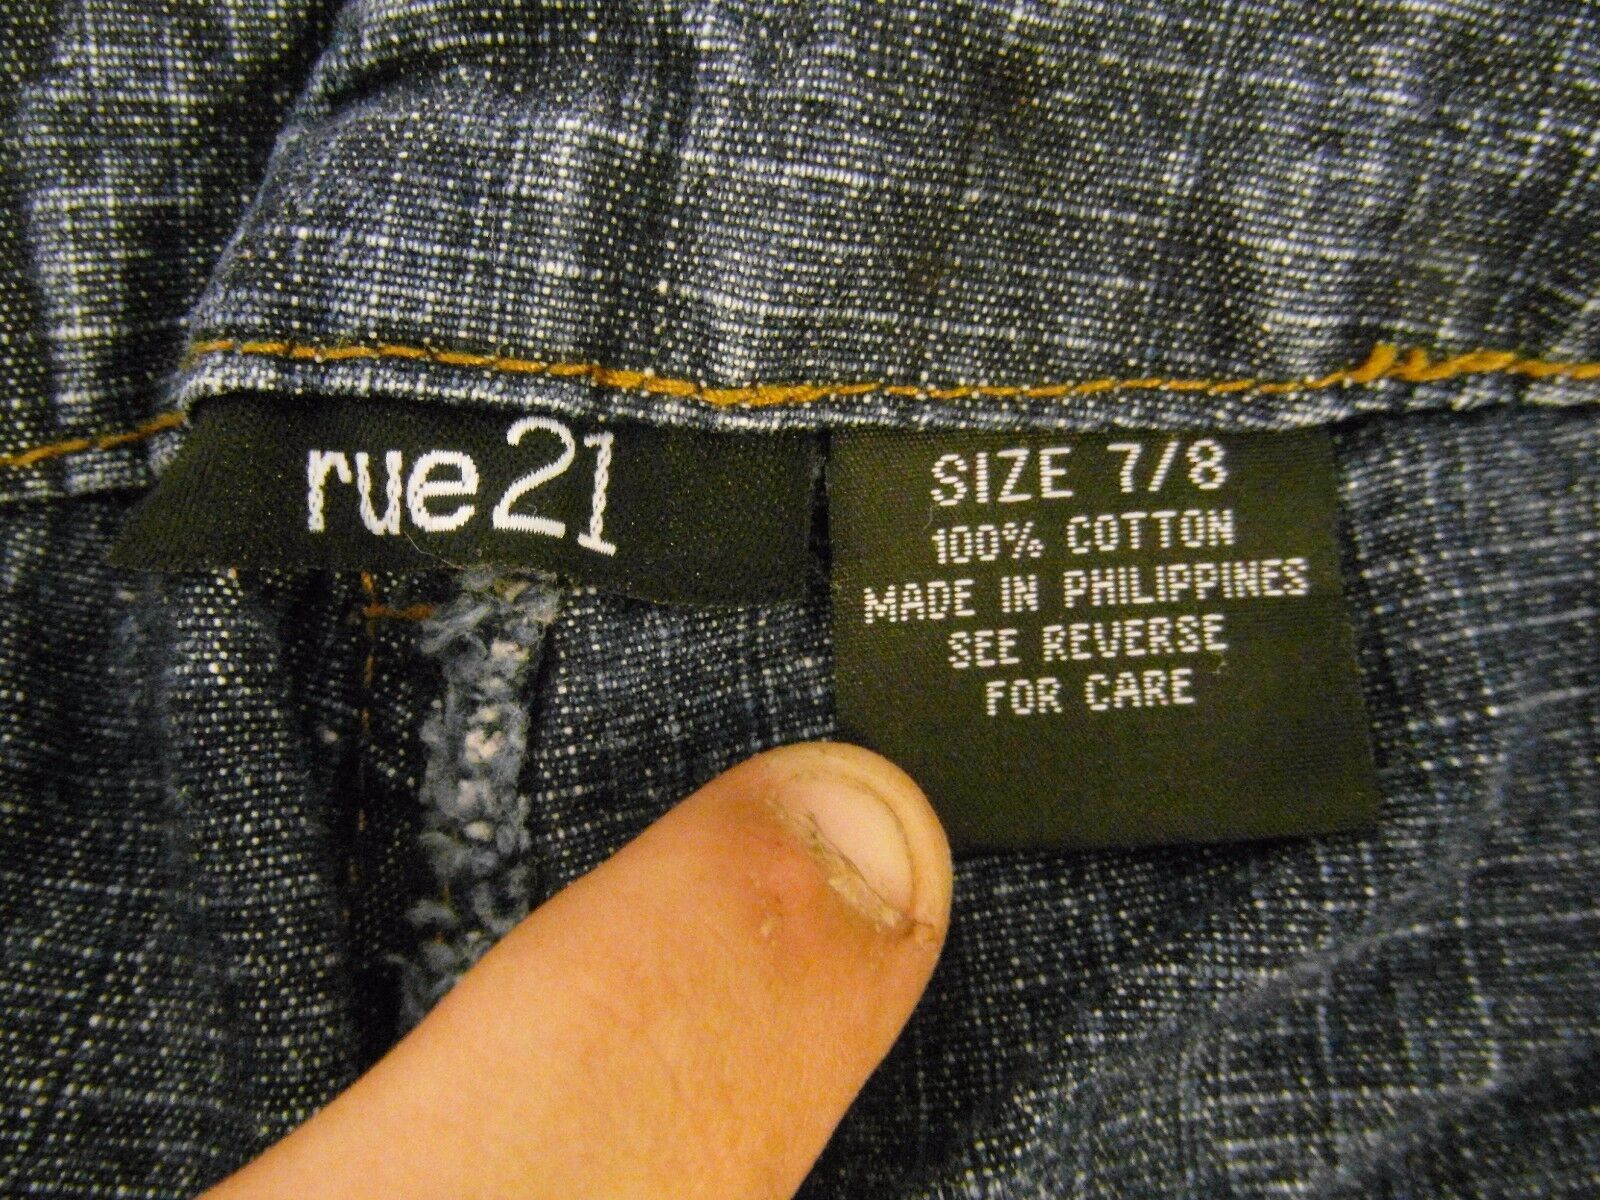 rue21
SIZE 7/8
100% COTTON
MADE IN PHILIPPINES
SEE REVERSE
FOR CARE